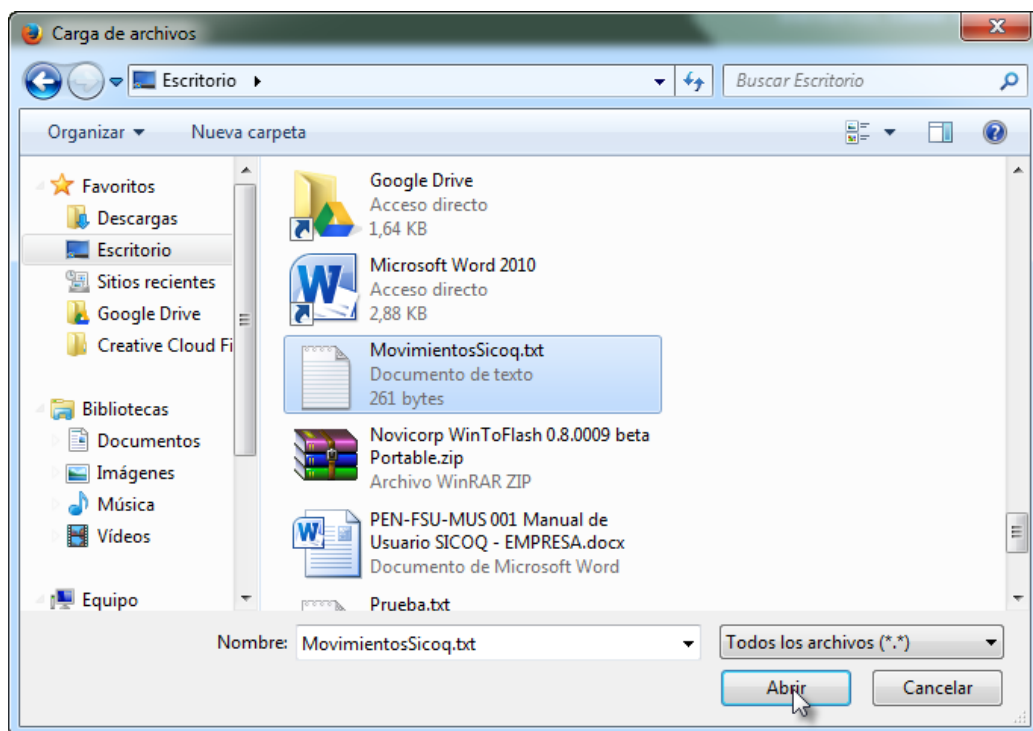 Carga de archivos
Escritorio
Buscar Escritorio
Organizar
Nueva carpeta
Favoritos
Descargas
Escritorio
Sitios recientes
Google Drive
Creative Cloud Fi
Bibliotecas
Documentos
Imágenes
Música
Vídeos
Equipo
Google Drive
Acceso directo
1,64 KB
Microsoft Word 2010
Acceso directo
2,88 KB
MovimientosSicoq.txt
Documento de texto
261 bytes
Novicorp WinToFlash 0.8.0009 beta
Portable.zip
Archivo WinRAR ZIP
PEN-FSU-MUS 001 Manual de
Usuario SICOQ - EMPRESA.docx
Documento de Microsoft Word
Prueba.txt
Nombre: MovimientosSicoq.txt
Todos los archivos (*.*)
Abrir
Cancelar